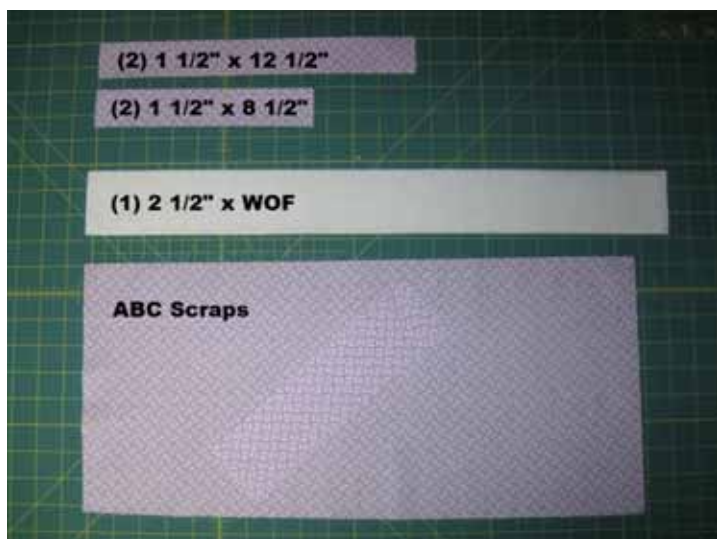 (2) 1 1/2" x 12 1/2"
(2) 1 1/2" x 8 1/2"
(1) 2 1/2" x WOF
ABC Scraps